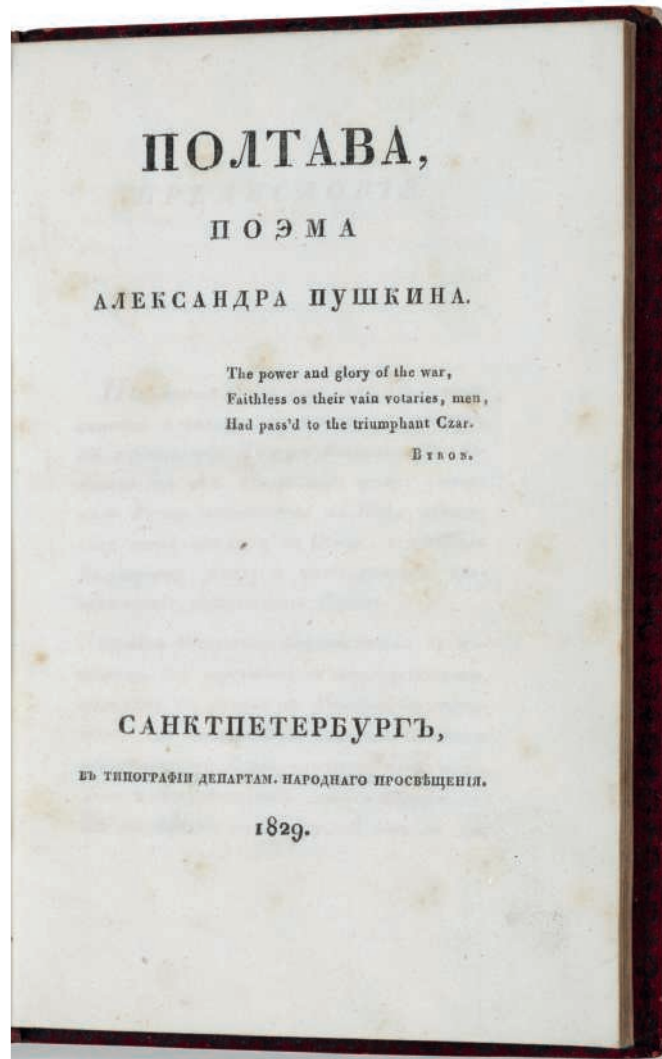 ПОЛТАВА,
ПОЭМА
АЛЕКСАНДРА ПУШКИНА.
The power and glory of the war,
Faithless os their vain votaries, men,
Had pass'd to the triumphant Czar.
BYRON.
САНКТПЕТЕРБУРГЪ,
ВЪ ТИПОГРАФІИ ДЕПАРТАМ. НАРОДНАГО ПРОСВѢЩЕНІЯ.
1829.